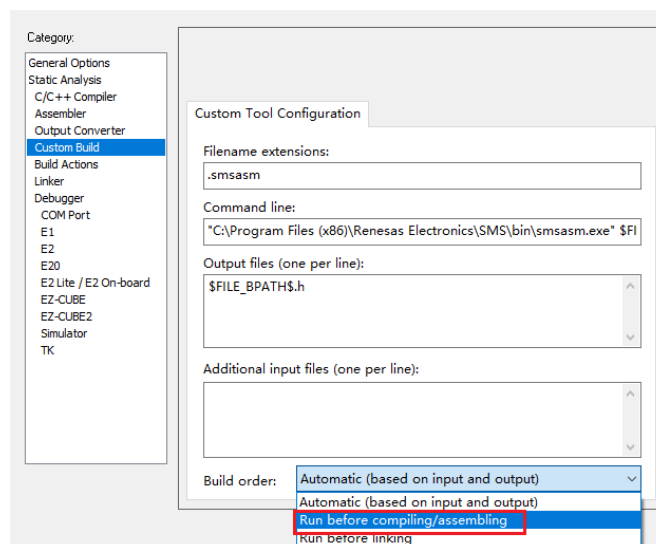 Category:
General Options
Static Analysis
C/C++ Compiler
Assembler
Output Converter
Custom Build
Build Actions
Linker
Debugger
COM Port
E1
E2
E20
E2 Lite / E2 On-board
EZ-CUBE
EZ-CUBE2
Simulator
TK
Custom Tool Configuration
Filename extensions:
.smsasm
Command line:
"C:\Program Files (x86)\Renesas Electronics\SMS\bin\smsasm.exe" $FI
Output files (one per line):
$FILE_BPATH$.h
Additional input files (one per line):
Build order:
Automatic (based on input and output)
Automatic (based on input and output)
Run before compiling/assembling
Run before linking